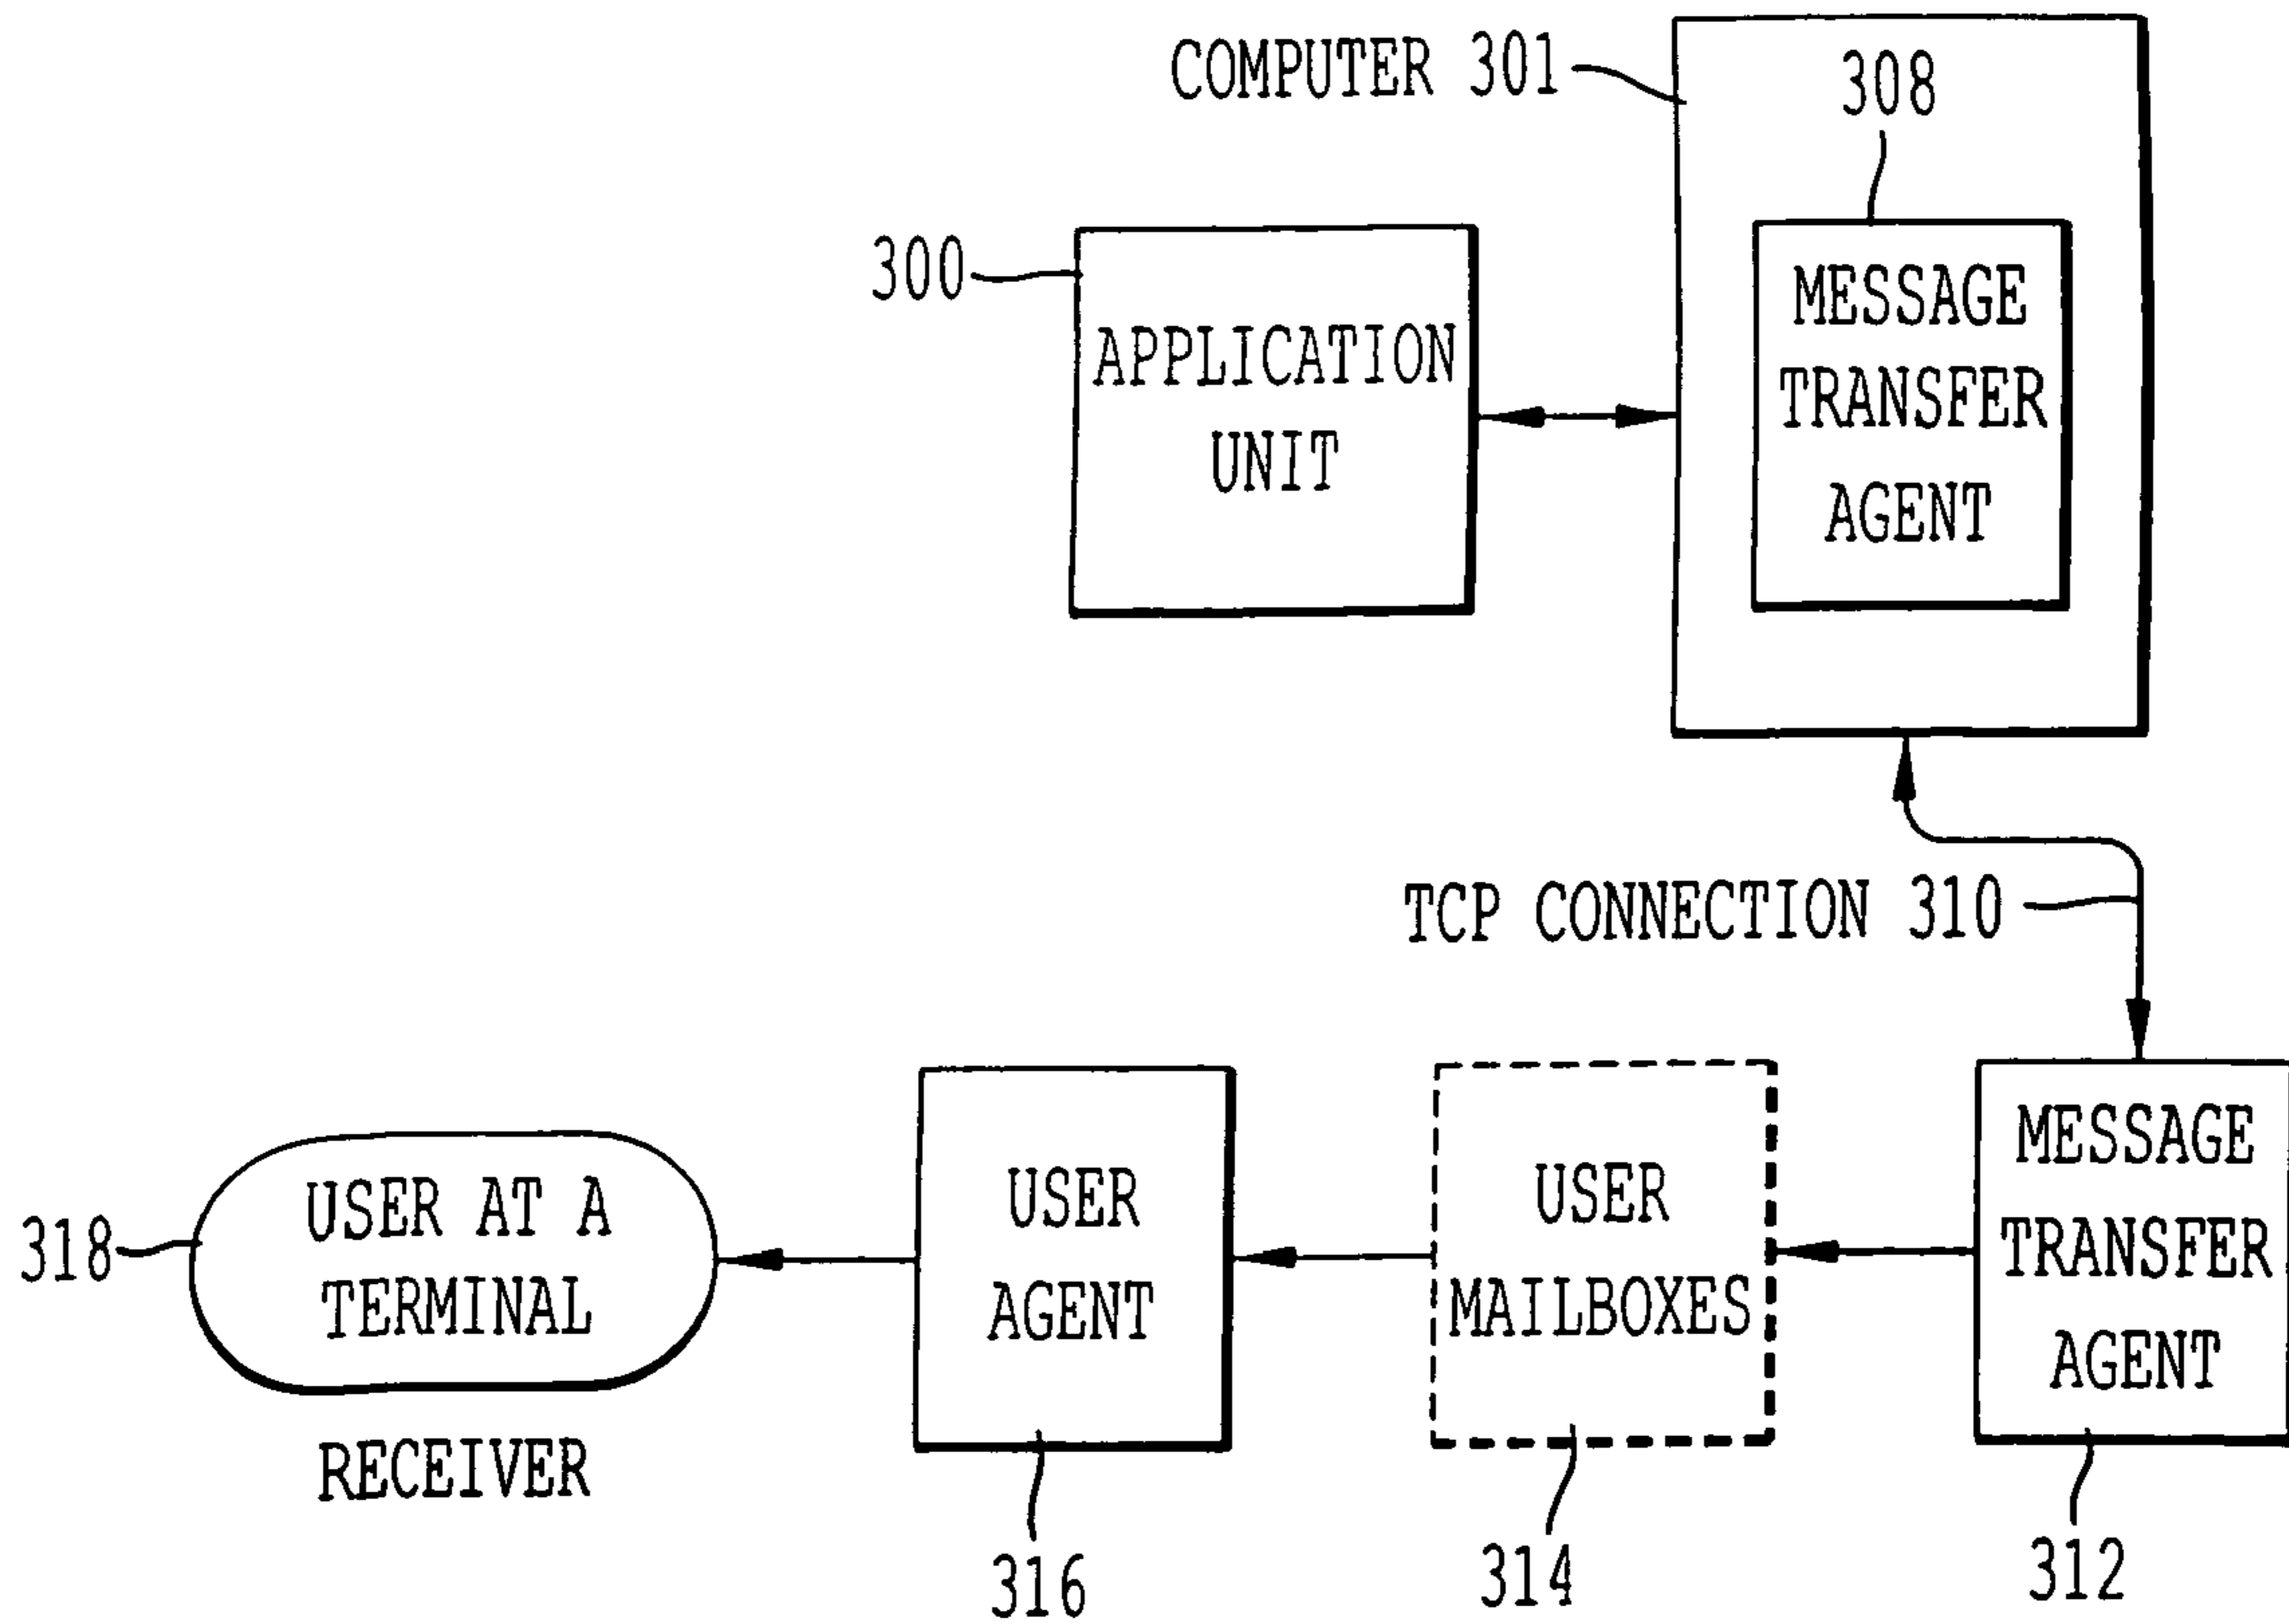 COMPUTER 301
308
300
APPLICATION
UNIT
MESSAGE
TRANSFER
AGENT
TCP CONNECTION 310
318
USER AT A
TERMINAL
RECEIVER
USER
AGENT
316
USER
MAILBOXES
314
MESSAGE
TRANSFER
AGENT
312